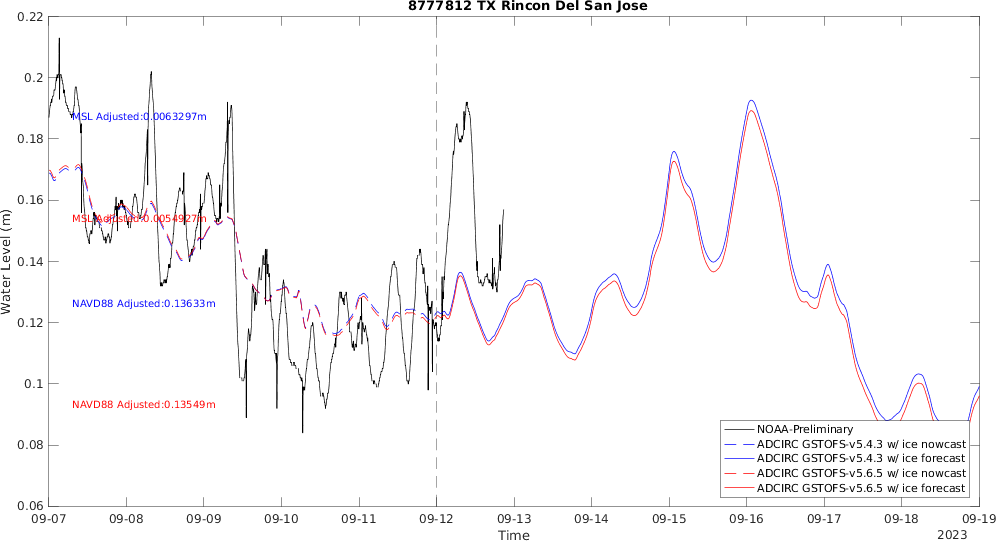 8777812 TX Rincon Del San Jose
0.22
0.2
0.18
0.16
0.14
0.12
0.1
0.08
0.06
Water Level (m)
MSL Adjusted:0.0063297m
MSL Adjusted:0.0054927m
NAVD88 Adjusted:0.13633m
NAVD88 Adjusted:0.13549m
NOAA-Preliminary
ADCIRC GSTOFS-v5.4.3 w/ ice nowcast
ADCIRC GSTOFS-v5.4.3 w/ ice forecast
ADCIRC GSTOFS-v5.6.5 w/ ice nowcast
ADCIRC GSTOFS-v5.6.5 w/ ice forecast
09-07 09-08 09-09 09-10 09-11 09-12 09-13 09-14 09-15 09-16 09-17 09-18 09-19
Time
2023